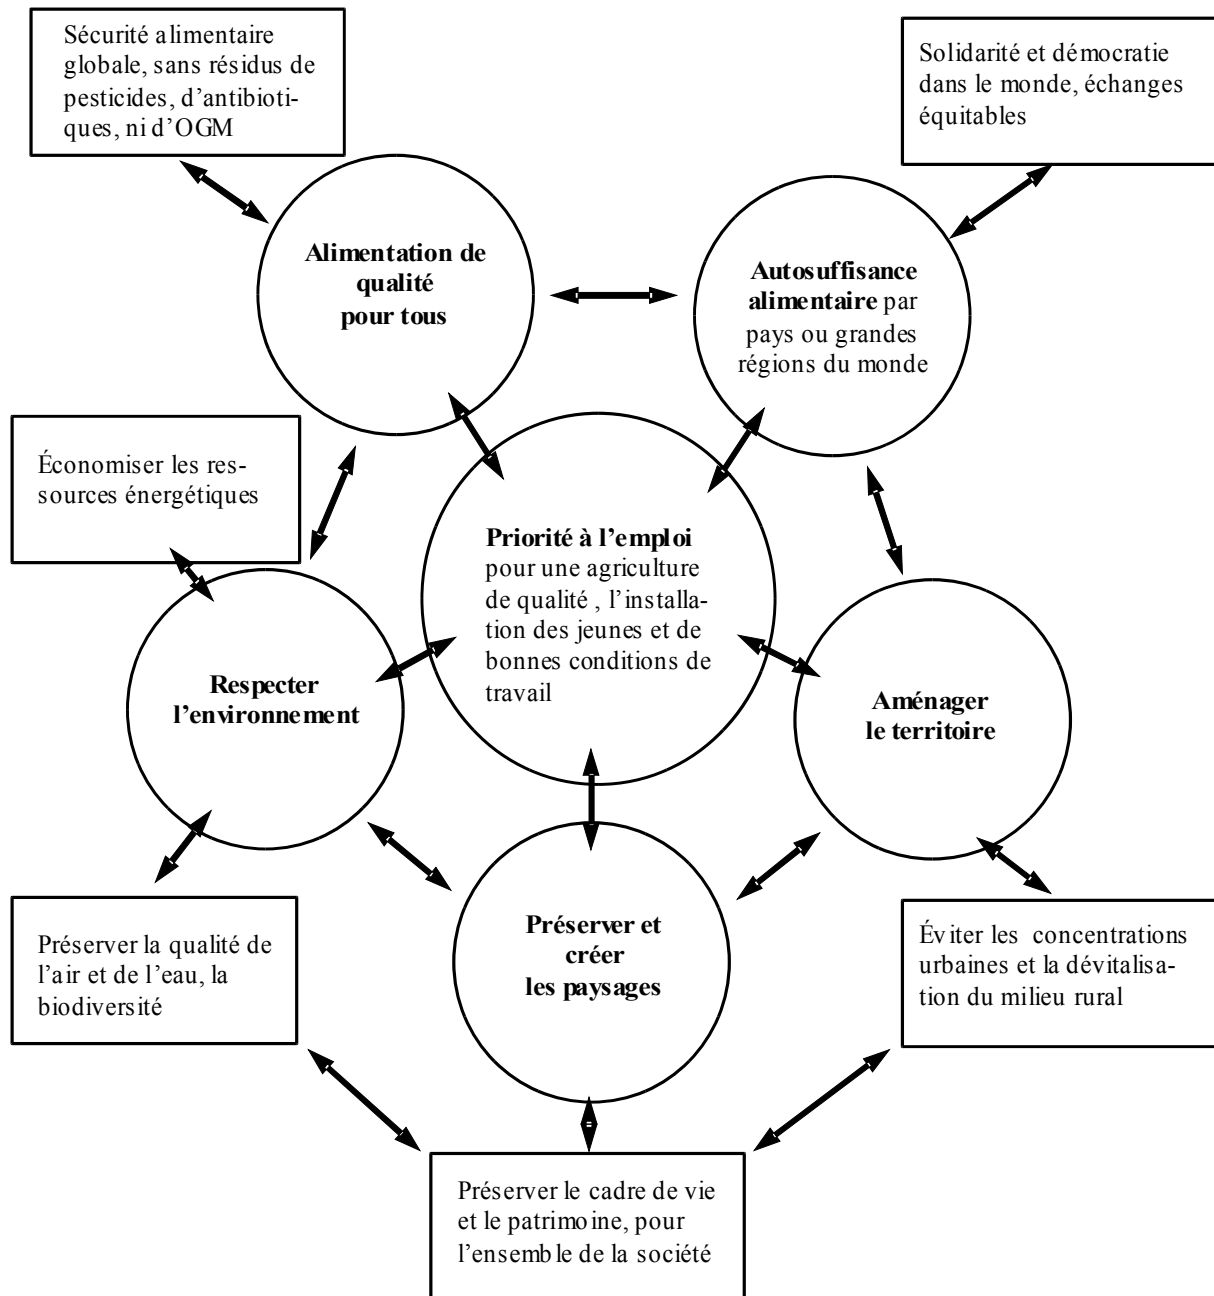 Sécurité alimentaire
globale, sans résidus de
pesticides, d'antibioti-
ques, ni d'OGM
Solidarité et démocratie
dans le monde, échanges
équitables
Alimentation de
qualité
pour tous
Autosuffisance
alimentaire par
pays ou grandes
régions du monde
Économiser les res-
sources énergétiques
Priorité à l'emploi
pour une agriculture
de qualité , l'installa-
tion des jeunes et de
bonnes conditions de
travail
Respecter
l'environnement
Aménager
le territoire
Préserver et
créer
les paysages
Préserver la qualité de
l'air et de l'eau, la
biodiversité
Éviter les concentrations
urbaines et la dévitalisa-
tion du milieu rural
Préserver le cadre de vie
et le patrimoine, pour
l'ensemble de la société